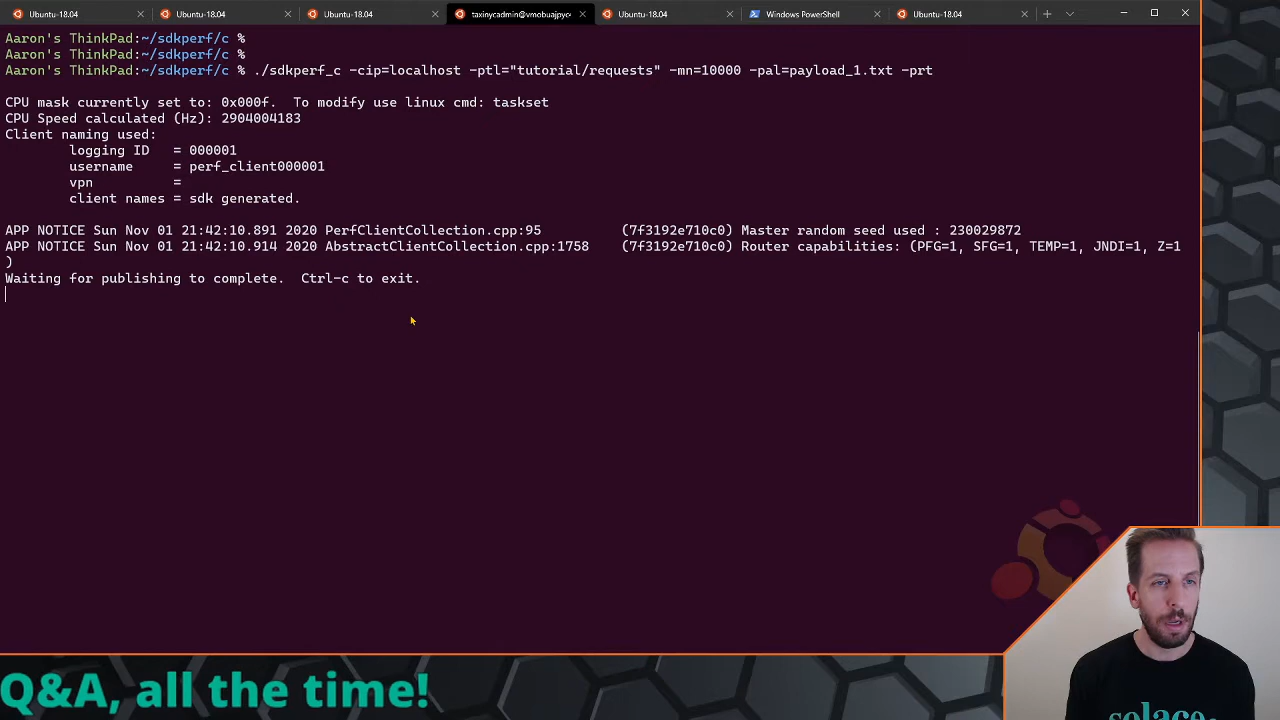 Ubuntu-18.04
Ubuntu-18.04
Ubuntu-18.04
taxinycadmin@vmobuajpyc
Ubuntu-18.04
Windows PowerShell
Ubuntu-18.04
Aaron's ThinkPad:~/sdkperf/c %
Aaron's ThinkPad:~/sdkperf/c %
Aaron's ThinkPad:~/sdkperf/c % ./sdkperf_c -cip=localhost -ptl="tutorial/requests" -mn=10000 -pal=payload_1.txt -prt
CPU mask currently set to: 0x000f.  To modify use linux cmd: taskset
CPU Speed calculated (Hz): 2904004183
Client naming used:
        logging ID   = 000001
        username     = perf_client000001
        vpn          =
        client names = sdk generated.
APP NOTICE Sun Nov 01 21:42:10.891 2020 PerfClientCollection.cpp:95          (7f3192e710c0) Master random seed used : 230029872
APP NOTICE Sun Nov 01 21:42:10.914 2020 AbstractClientCollection.cpp:1758    (7f3192e710c0) Router capabilities: (PFG=1, SFG=1, TEMP=1, JNDI=1, Z=1
)
Waiting for publishing to complete.  Ctrl-c to exit.
Q&A, all the time!
solace